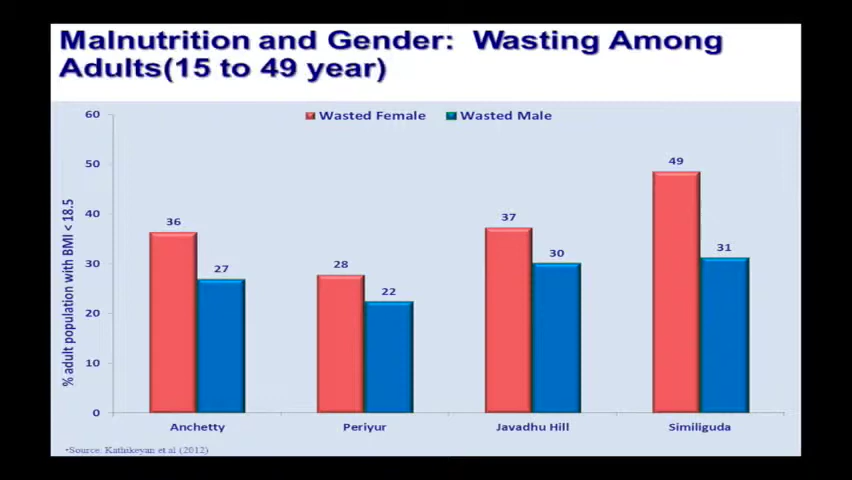 Malnutrition and Gender: Wasting Among
Adults(15 to 49 year)
Wasted Female
Wasted Male
% adult population with BMI < 18.5
60
50
40
30
20
10
0
36
27
28
22
37
30
49
31
Anchetty
Periyur
Javadhu Hill
Similiguda
•Source: Kathikeyan et al (2012)